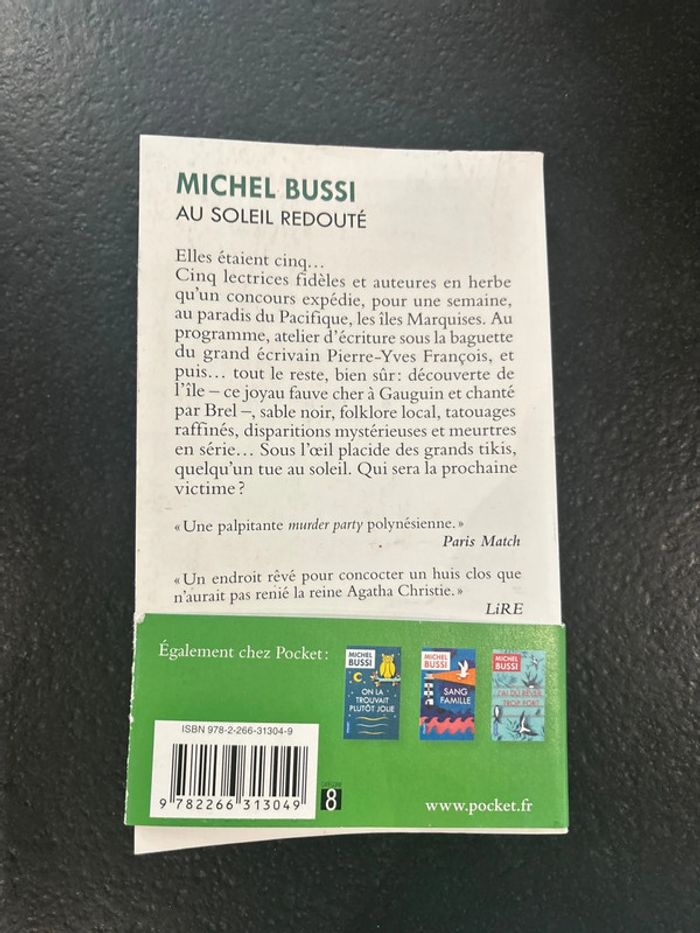 MICHEL BUSSI
AU SOLEIL REDOUTÉ
Elles étaient cinq…
Cinq lectrices fidèles et auteures en herbe
qu'un concours expédie, pour une semaine,
au paradis du Pacifique, les îles Marquises. Au
programme, atelier d'écriture sous la baguette
du grand écrivain Pierre-Yves François, et
puis… tout le reste, bien sûr : découverte de
l'île – ce joyau fauve cher à Gauguin et chanté
par Brel –, sable noir, folklore local, tatouages
raffinés, disparitions mystérieuses et meurtres
en série… Sous l'œil placide des grands tikis,
quelqu'un tue au soleil. Qui sera la prochaine
victime ?
« Une palpitante murder party polynésienne. »
Paris Match
« Un endroit rêvé pour concocter un huis clos que
n'aurait pas renié la reine Agatha Christie. »
LiRE
Également chez Pocket :
MICHEL
BUSSI
ON LA
TROUVAIT
PLUTÔT JOLIE
MICHEL
BUSSI
SANG
FAMILLE
MICHEL
BUSSI
J'AI DÛ RÊVER
TROP FORT
ISBN 978-2-266-31304-9
9 782266 313049
8
www.pocket.fr